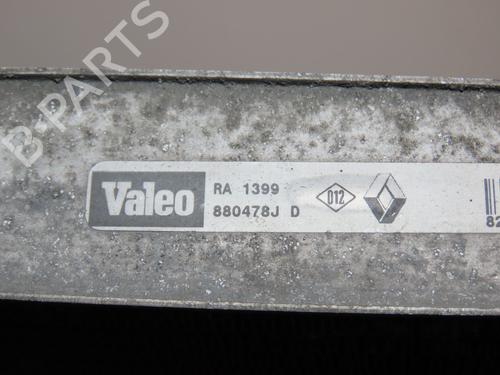 B-PARTS
Valeo
RA 1399
880478J D
D12
82